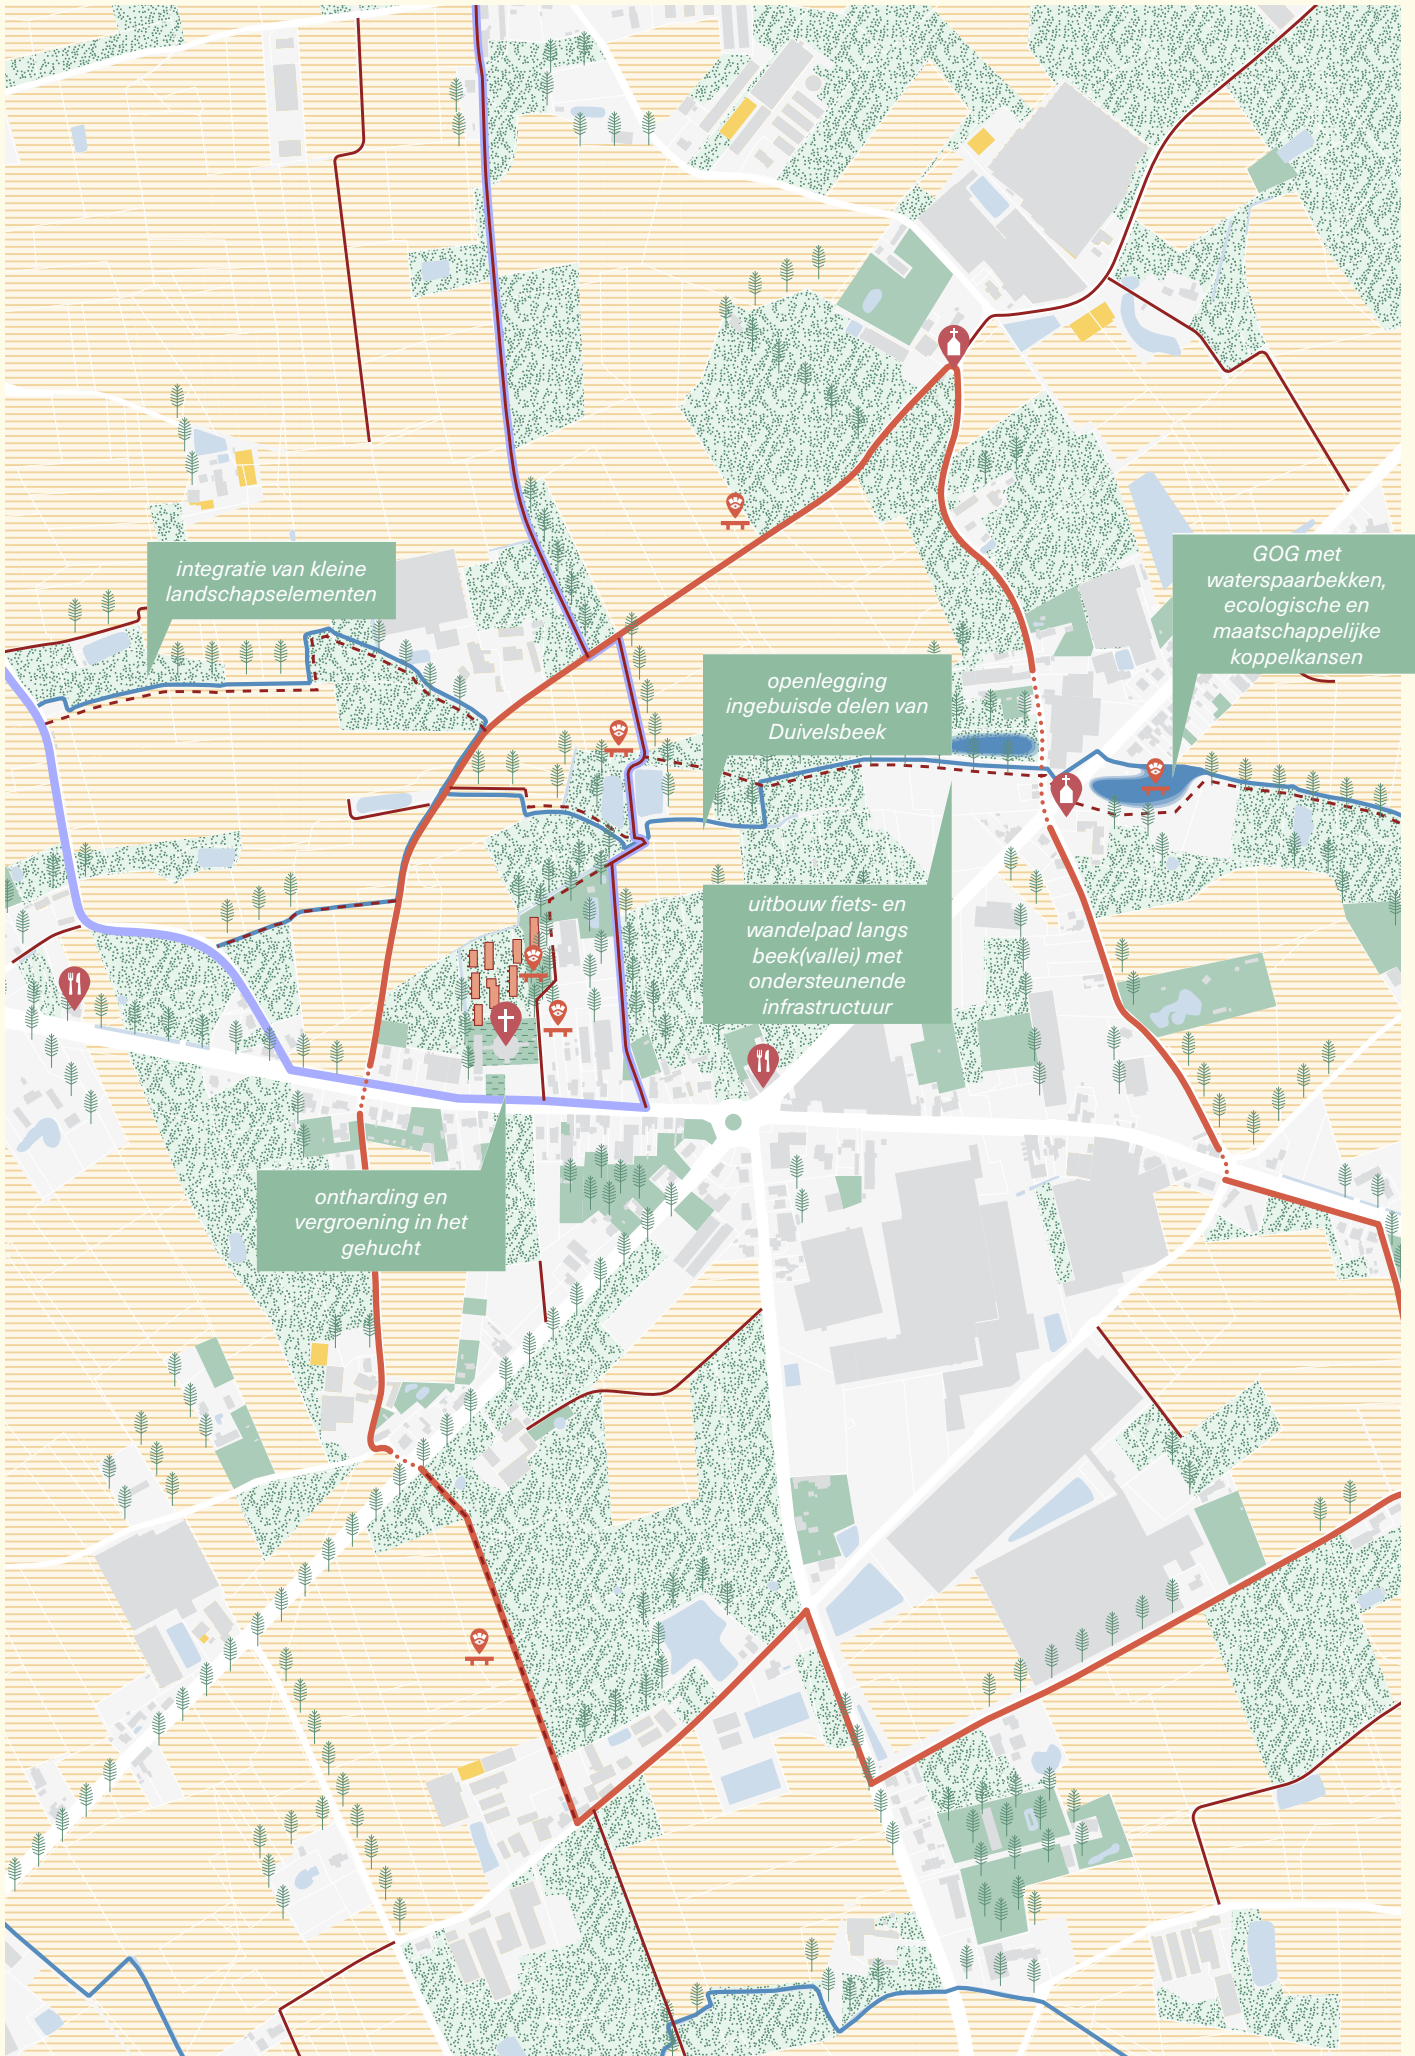 integratie van kleine
landschapselementen
GOG met
waterspaarbekken,
ecologische en
maatschappelijke
koppelkansen
openlegging
ingebuisde delen van
Duivelsbeek
uitbouw fiets- en
wandelpad langs
beek(vallei) met
ondersteunende
infrastructuur
ontharding en
vergroening in het
gehucht